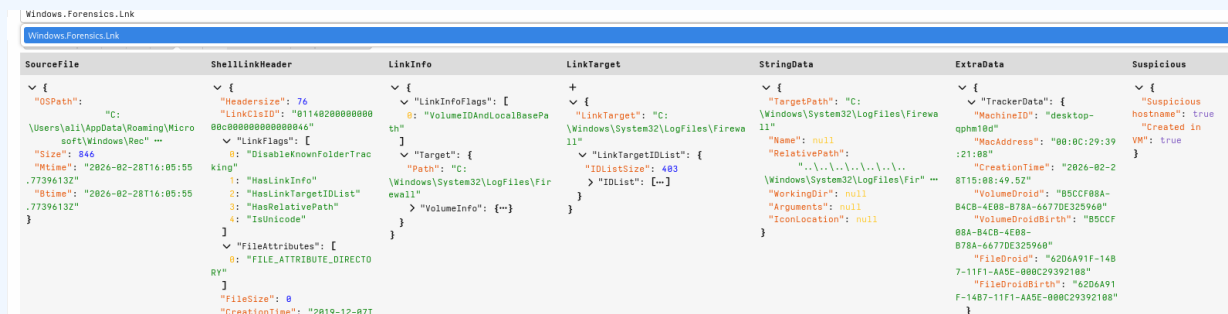 Windows.Forensics.Lnk
Windows.Forensics.Lnk
SourceFile
{
"OSPath":
"C:
\Users\ali\AppData\Roaming\Micro
soft\Windows\Rec" ⋯
"Size": 846
"Mtime": "2026-02-28T16:05:55
.7739613Z"
"Btime": "2026-02-28T16:05:55
.7739613Z"
}
ShellLinkHeader
{
"Headersize": 76
"LinkClsID": "01140200000000
00c000000000000046"
"LinkFlags": [
0: "DisableKnownFolderTrac
king"
1: "HasLinkInfo"
2: "HasLinkTargetIDList"
3: "HasRelativePath"
4: "IsUnicode"
]
"FileAttributes": [
0: "FILE_ATTRIBUTE_DIRECTO
RY"
]
"FileSize": 0
"CreationTime": "2019-12-07T
LinkInfo
{
"LinkInfoFlags": [
0: "VolumeIDAndLocalBasePa
th"
]
"Target": {
"Path": "C:
\Windows\System32\LogFiles\Fir
ewall"
"VolumeInfo": {⋯}
}
}
LinkTarget
+
{
"LinkTarget": "C:
\Windows\System32\LogFiles\Firewa
ll"
"LinkTargetIDList": {
"IDListSize": 403
"IDList": [⋯]
}
}
StringData
{
"TargetPath": "C:
\Windows\System32\LogFiles\Firewa
ll"
"Name": null
"RelativePath":
"..\..\..\..\..\..
\Windows\System32\LogFiles\Fir" ⋯
"WorkingDir": null
"Arguments": null
"IconLocation": null
}
ExtraData
{
"TrackerData": {
"MachineID": "desktop-
qphm10d"
"MacAddress": "00:0C:29:39
:21:08"
"CreationTime": "2026-02-2
8T15:08:49.5Z"
"VolumeDroid": "B5CCF08A-
B4CB-4E08-B78A-6677DE325960"
"VolumeDroidBirth": "B5CCF
08A-B4CB-4E08-
B78A-6677DE325960"
"FileDroid": "62D6A91F-14B
7-11F1-AA5E-000C29392108"
"FileDroidBirth": "62D6A91
F-14B7-11F1-AA5E-000C29392108"
}
Suspicious
{
"Suspicious
hostname": true
"Created in
VM": true
}